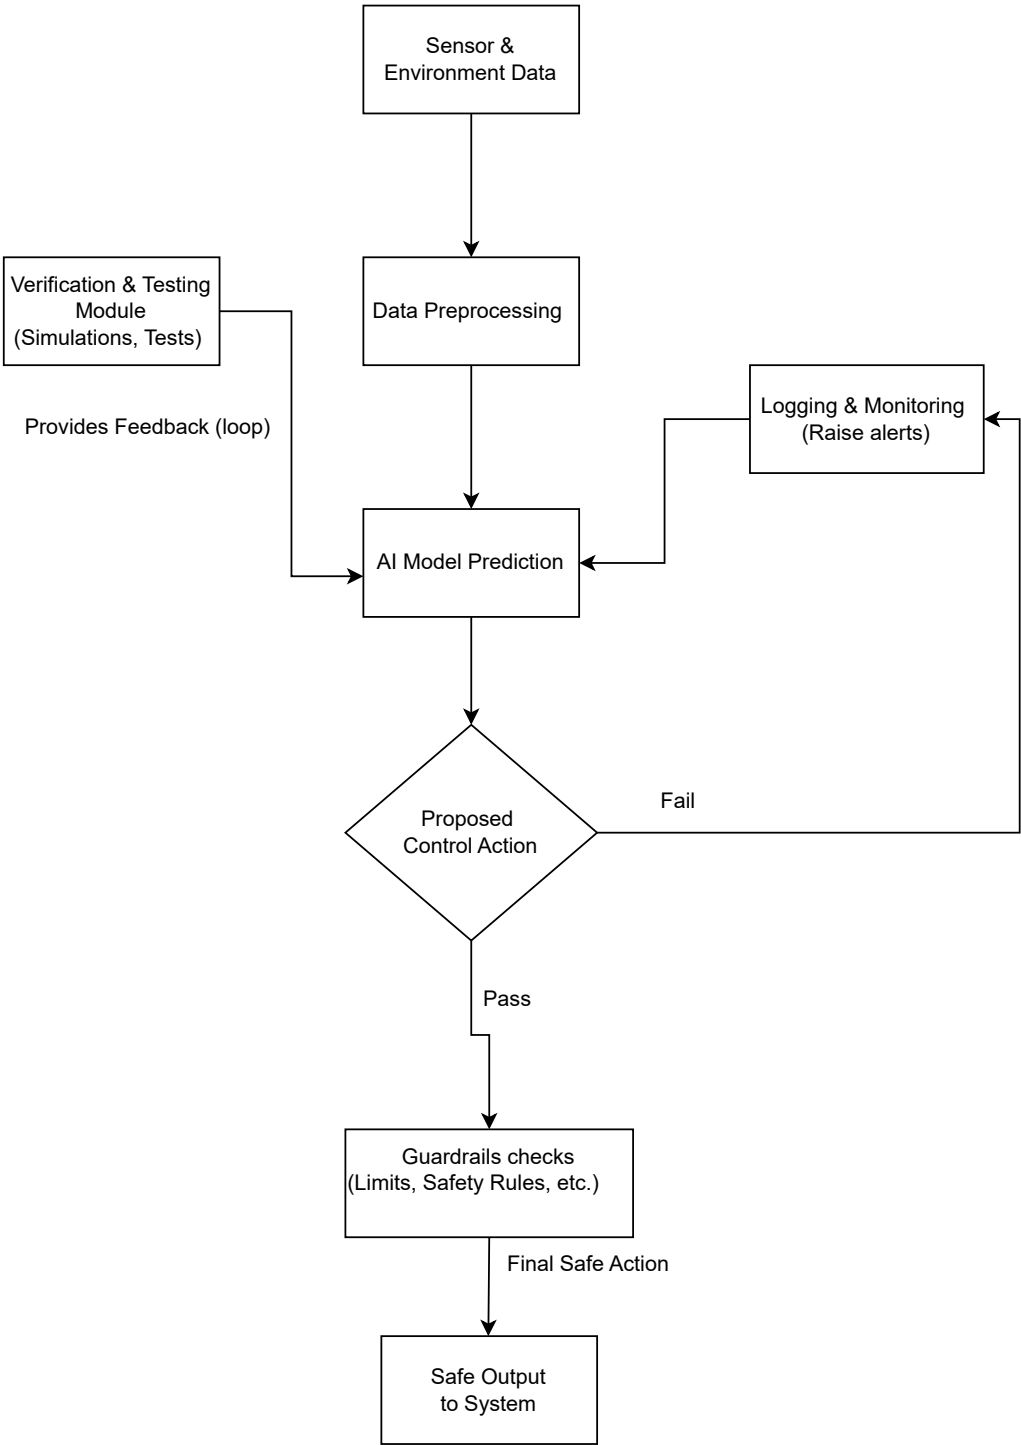 Sensor &
Environment Data
Verification & Testing
Module
(Simulations, Tests)
Data Preprocessing
Provides Feedback (loop)
Logging & Monitoring
(Raise alerts)
AI Model Prediction
Proposed
Control Action
Fail
Pass
Guardrails checks
(Limits, Safety Rules, etc.)
Final Safe Action
Safe Output
to System